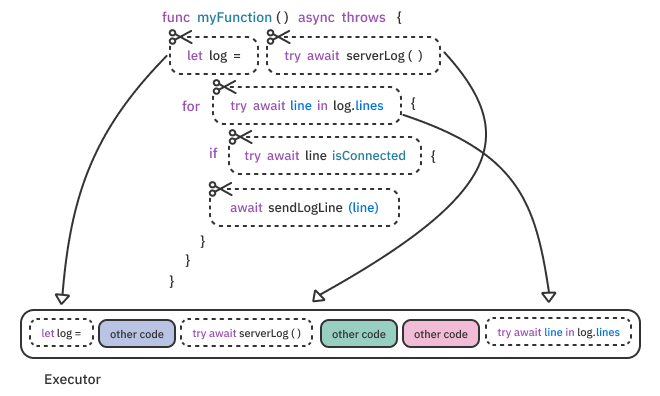 func myFunction() async throws {
let log = try await serverLog()
for try await line in log.lines {
if try await line isConnected {
await sendLogLine (line)
}
}
}
let log = other code try await serverLog() other code other code try await line in log.lines
Executor